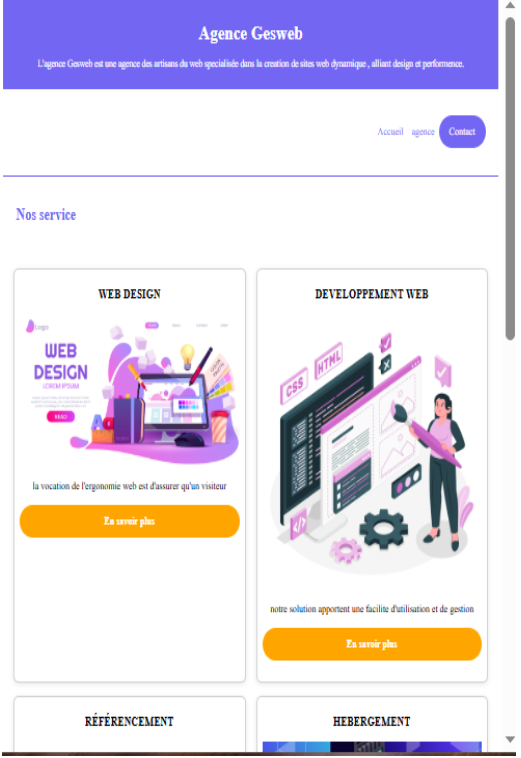 Agence Gesweb
L'agence Gesweb est une agence des artisans du web specialisée dans la creation de sites web dynamique , alliant design et performence.
Accueil agence Contact
Nos service
WEB DESIGN
Logo
WEB
DESIGN
LOREM IPSUM
READ
la vocation de l'ergonomie web est d'assurer qu'un visiteur
En savoir plus
DEVELOPPEMENT WEB
CSS
HTML
</>
notre solution apportent une facilite d'utilisation et de gestion
En savoir plus
RÉFÉRENCEMENT
HEBERGEMENT